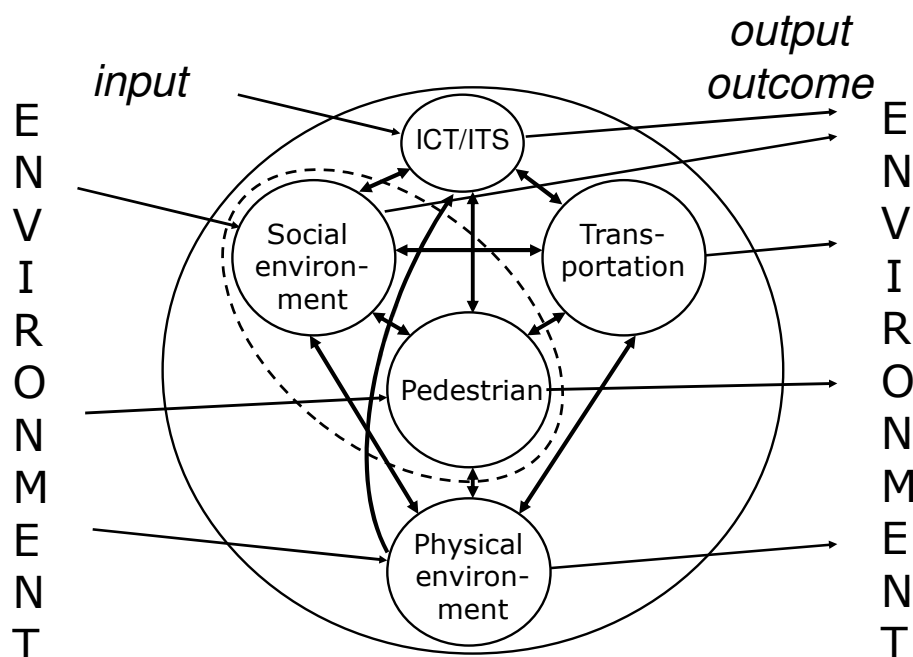 output
outcome
input
E
N
V
I
R
O
N
M
E
N
T
ICT/ITS
Social
environ-
ment
Trans-
portation
Pedestrian
Physical
environ-
ment
E
N
V
I
R
O
N
M
E
N
T